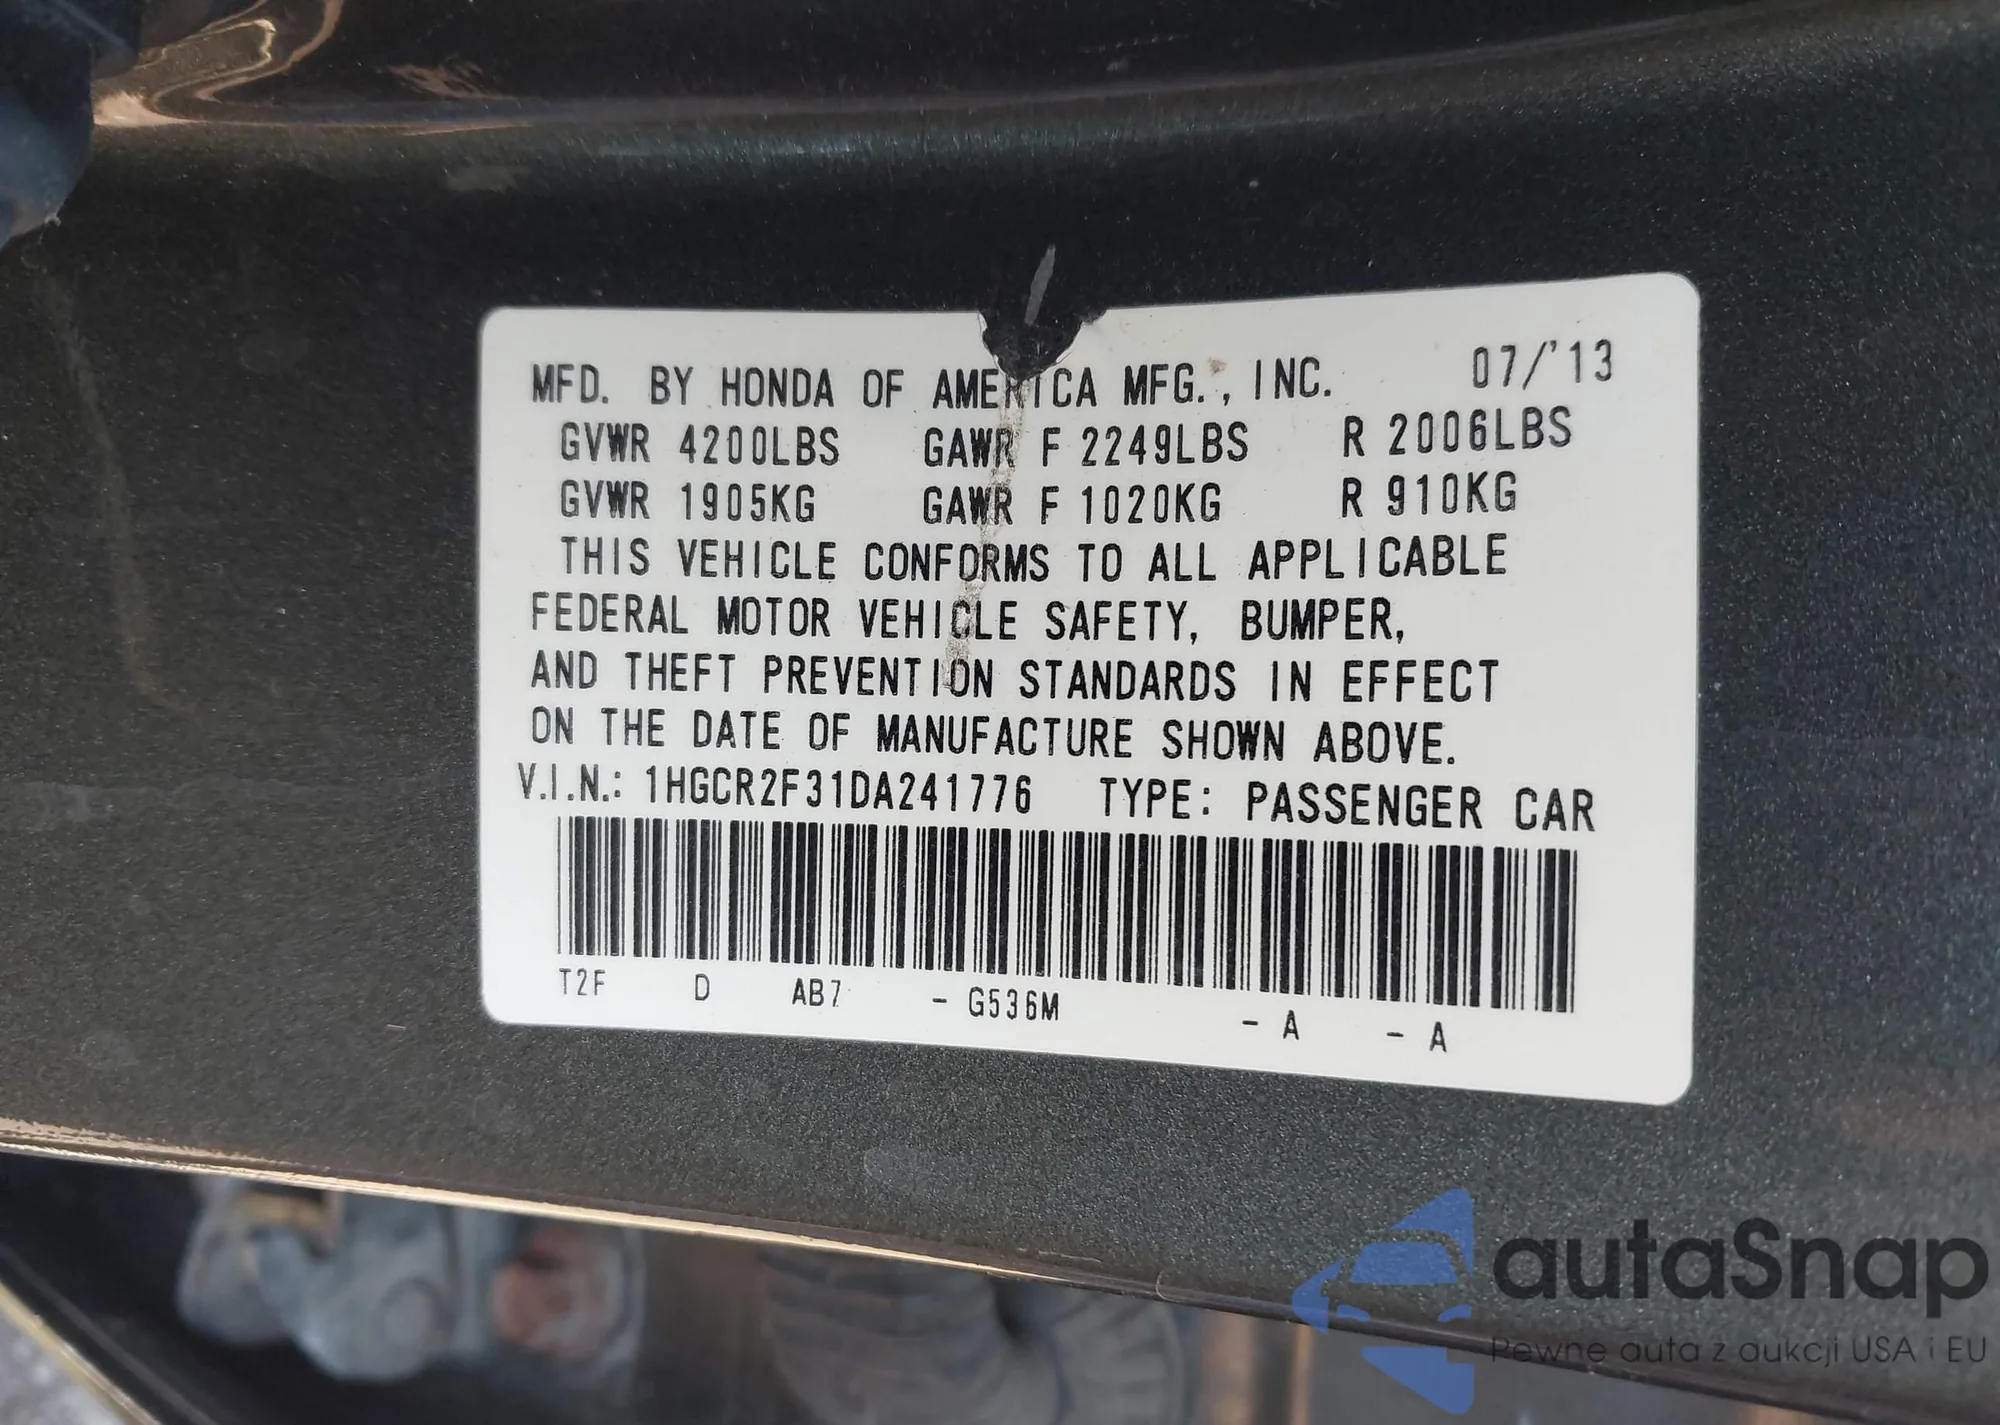 MFD. BY HONDA OF AMERICA MFG., INC. 07/'13
GVWR 4200LBS GAWR F 2249LBS R 2006LBS
GVWR 1905KG GAWR F 1020KG R 910KG
THIS VEHICLE CONFORMS TO ALL APPLICABLE
FEDERAL MOTOR VEHICLE SAFETY, BUMPER,
AND THEFT PREVENTION STANDARDS IN EFFECT
ON THE DATE OF MANUFACTURE SHOWN ABOVE.
V.I.N.: 1HGCR2F31DA241776 TYPE: PASSENGER CAR
T2F D AB7 - G536M - A - A
autaSnap
Pewne auta z aukcji USA i EU